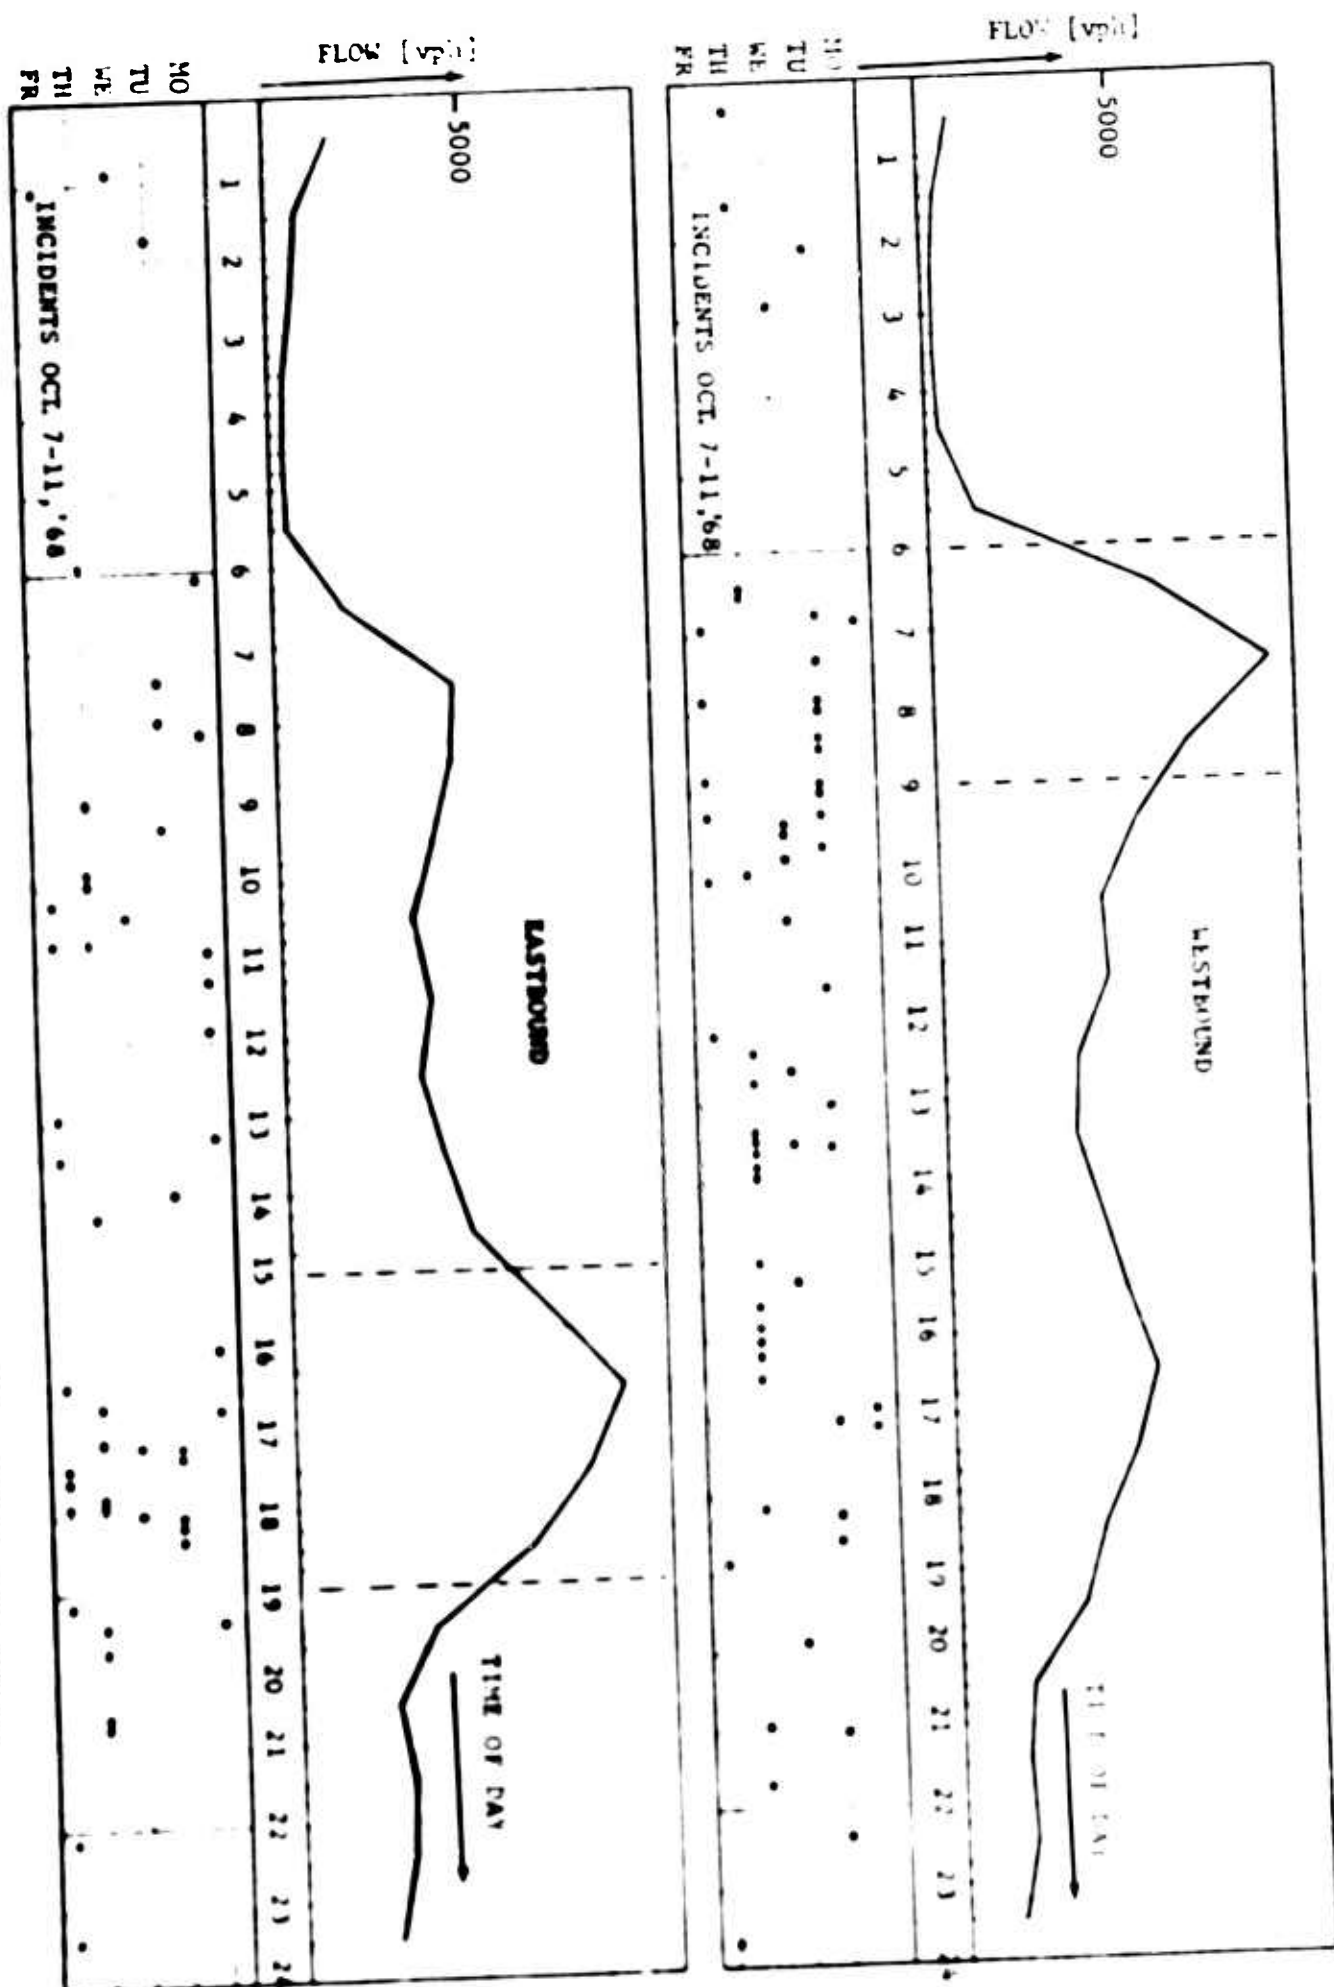 FLOW [vph]
5000
WESTBOUND
1 2 3 4 5 6 7 8 9 10 11 12 13 14 15 16 17 18 19 20 21 22 23
TU
WE
TH
FR
INCIDENTS OCT. 7-11,'68
FLOW [vph]
5000
EASTBOUND
TIME OF DAY
1 2 3 4 5 6 7 8 9 10 11 12 13 14 15 16 17 18 19 20 21 22 23
MO
TU
WE
TH
FR
INCIDENTS OCT. 7-11,'68